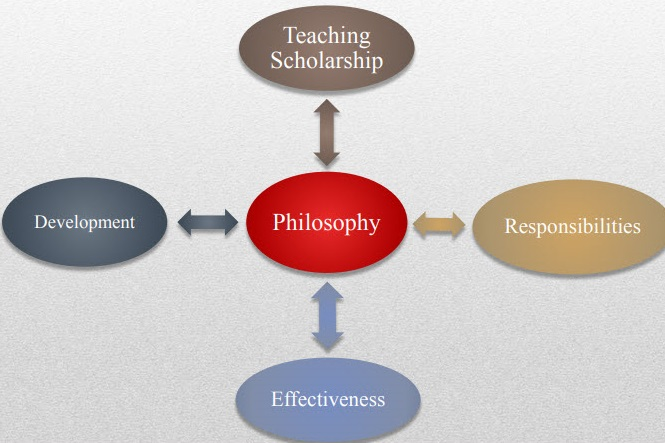 Teaching
Scholarship
Development
Philosophy
Responsibilities
Effectiveness